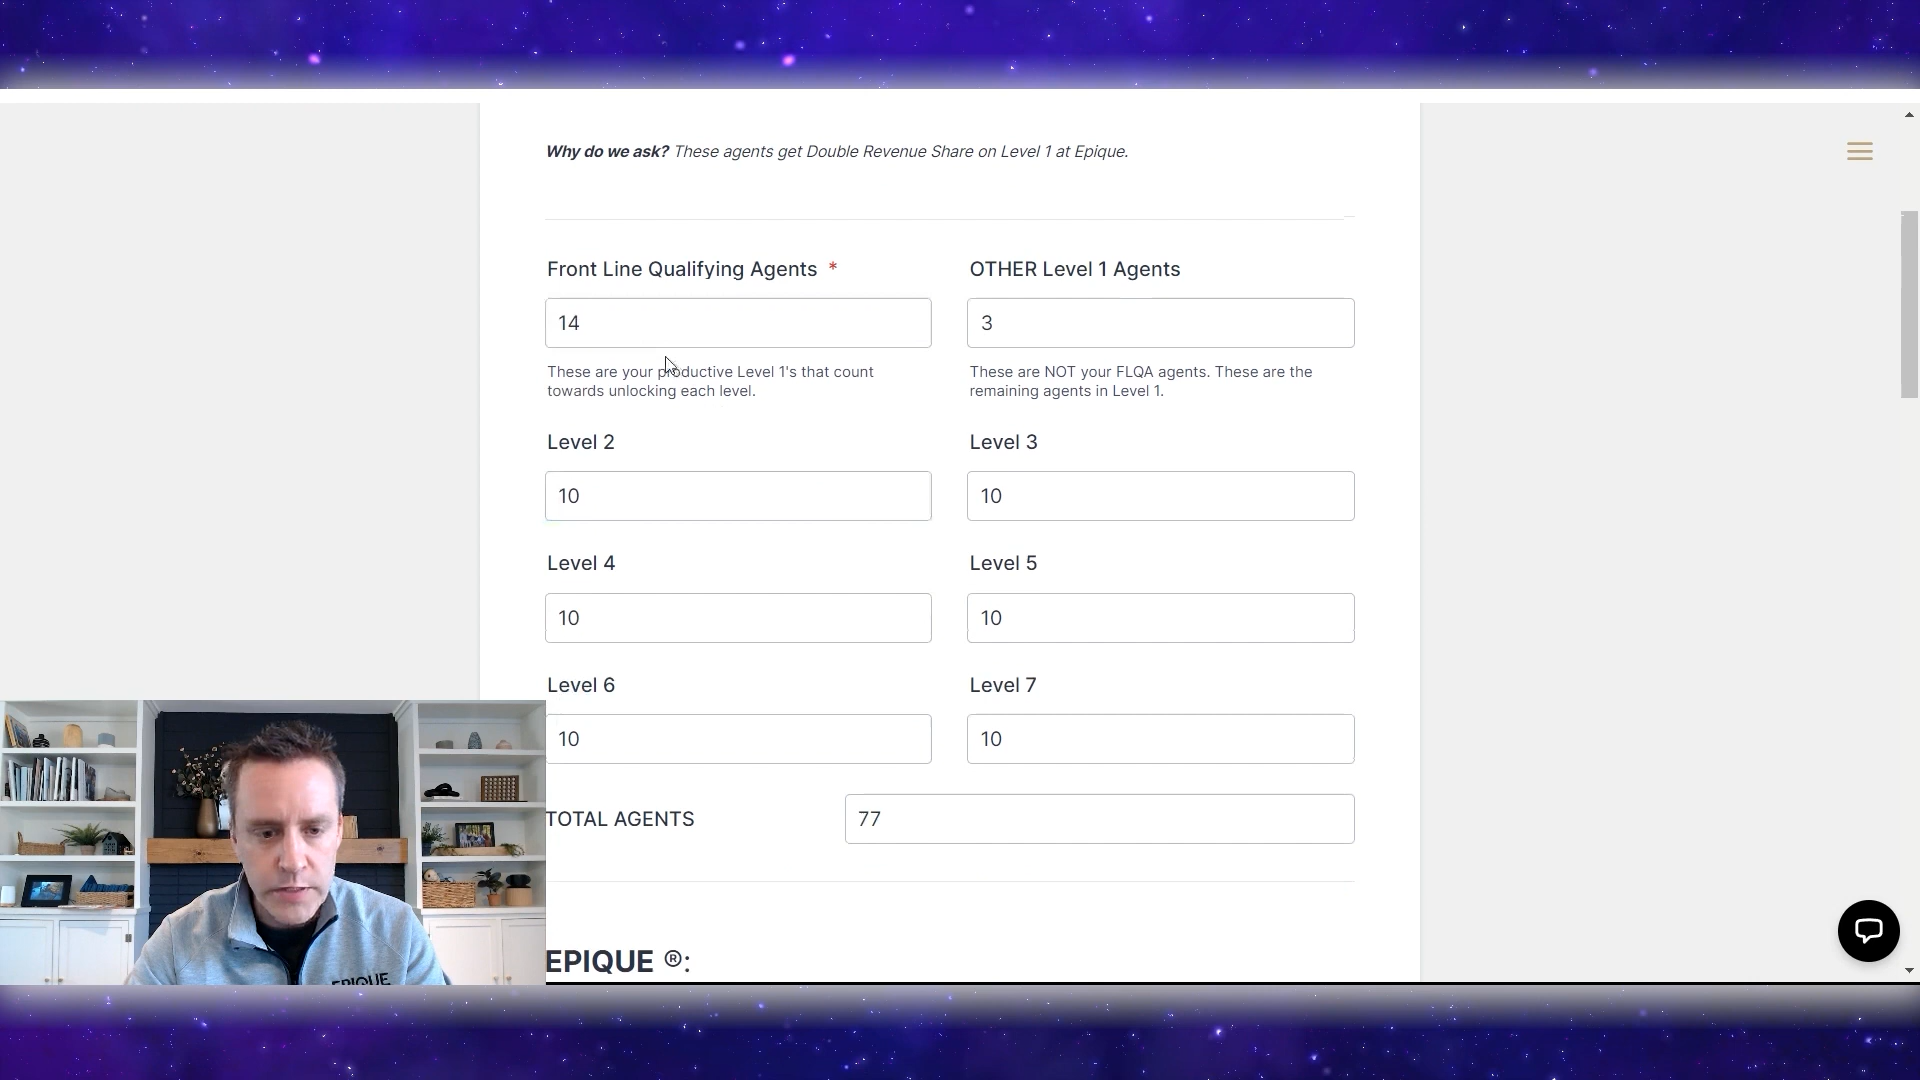 Why do we ask? These agents get Double Revenue Share on Level 1 at Epique.
Front Line Qualifying Agents *
OTHER Level 1 Agents
14
3
These are your productive Level 1's that count
towards unlocking each level.
These are NOT your FLQA agents. These are the
remaining agents in Level 1.
Level 2
Level 3
10
10
Level 4
Level 5
10
10
Level 6
Level 7
10
10
TOTAL AGENTS
77
EPIQUE ®:
EPIQUE